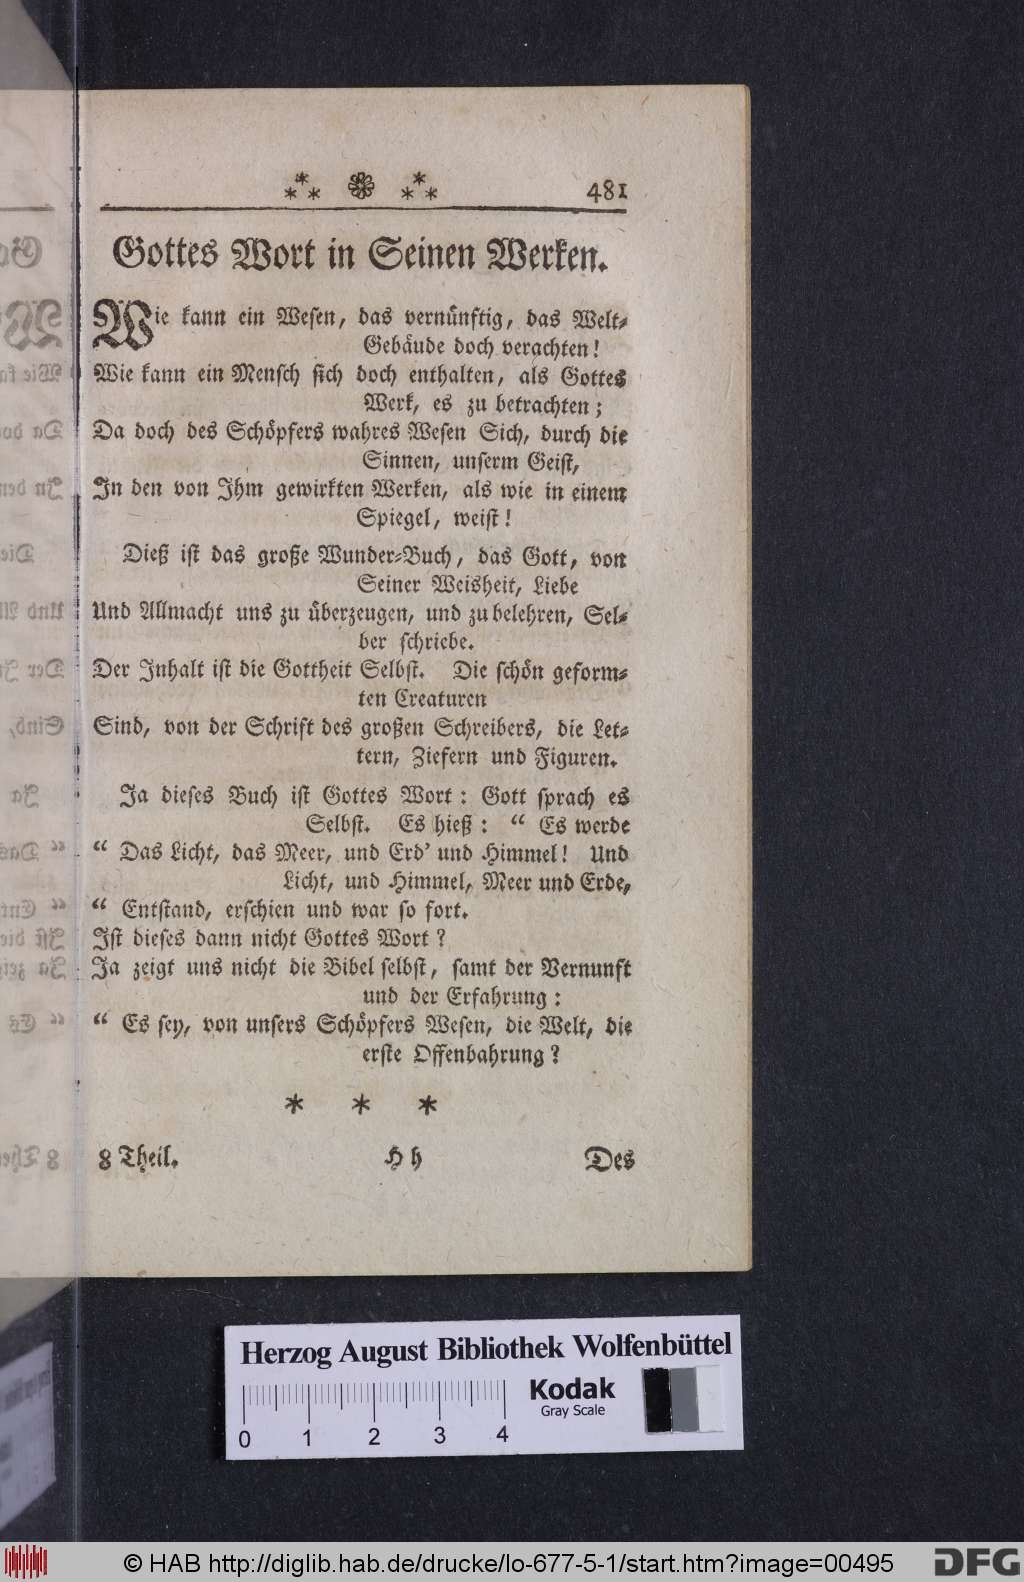 481
Gottes Wort in Seinen Werken.
Wie kann ein Wesen, das vernünftig, das Welt-
Gebäude doch verachten!
Wie kann ein Mensch sich doch enthalten, als Gottes
Werk, es zu betrachten;
Da doch des Schöpfers wahres Wesen Sich, durch die
Sinnen, unserm Geist,
In den von Ihm gewirkten Werken, als wie in einem
Spiegel, weist!
Dieß ist das große Wunder-Buch, das Gott, von
Seiner Weisheit, Liebe
Und Allmacht uns zu überzeugen, und zu belehren, Sel-
ber schriebe.
Der Inhalt ist die Gottheit Selbst. Die schön geform-
ten Creaturen
Sind, von der Schrift des großen Schreibers, die Let-
tern, Ziefern und Figuren.
Ja dieses Buch ist Gottes Wort: Gott sprach es
Selbst. Es hieß: “ Es werde
“ Das Licht, das Meer, und Erd’ und Himmel! Und
Licht, und Himmel, Meer und Erde,
“ Entstand, erschien und war so fort.
Ist dieses dann nicht Gottes Wort?
Ja zeigt uns nicht die Bibel selbst, samt der Vernunft
und der Erfahrung:
“ Es sey, von unsers Schöpfers Wesen, die Welt, die
erste Offenbahrung?
* * *
8 Theil. H h Des
Herzog August Bibliothek Wolfenbüttel
Kodak
Gray Scale
0 1 2 3 4
© HAB http://diglib.hab.de/drucke/lo-677-5-1/start.htm?image=00495
DFG